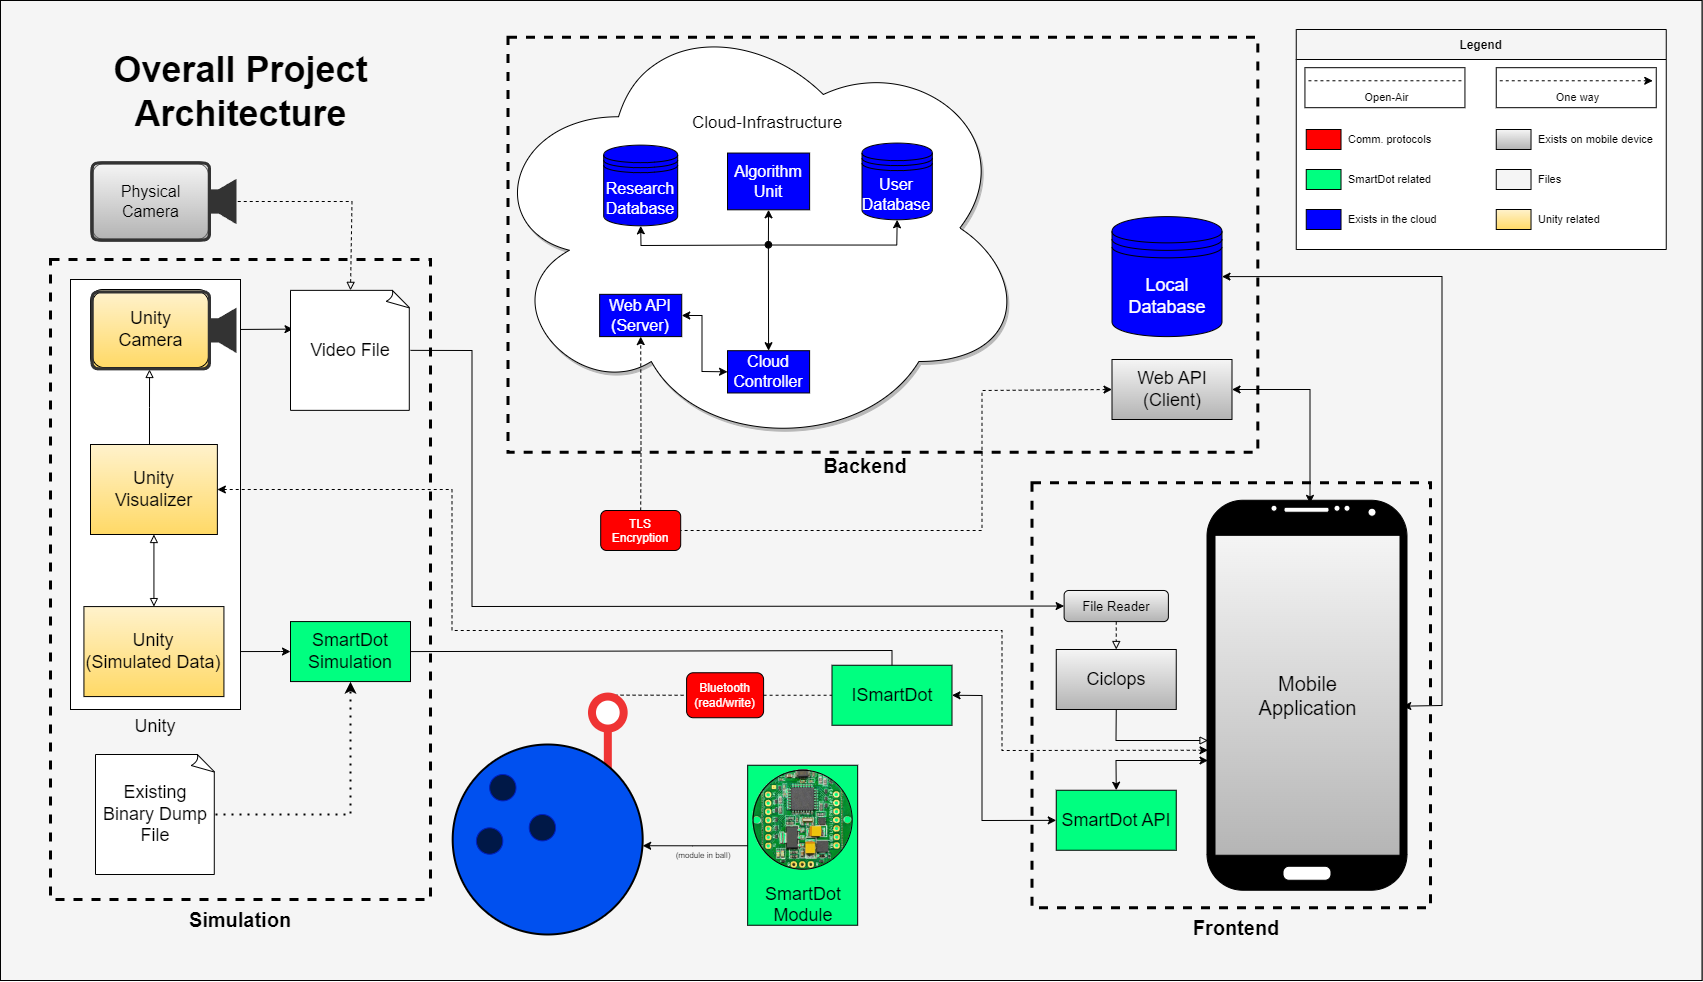 Overall Project
Architecture
Legend
Open-Air
One way
Comm. protocols
Exists on mobile device
SmartDot related
Files
Exists in the cloud
Unity related
Physical
Camera
Unity
Camera
Video File
Unity
Visualizer
Unity
(Simulated Data)
Unity
SmartDot
Simulation
Existing
Binary Dump
File
Simulation
Cloud-Infrastructure
Research
Database
Algorithm
Unit
User
Database
Web API
(Server)
Cloud
Controller
Local
Database
Web API
(Client)
Backend
TLS
Encryption
Bluetooth
(read/write)
ISmartDot
(module in ball)
SmartDot
Module
File Reader
Ciclops
SmartDot API
Mobile
Application
Frontend